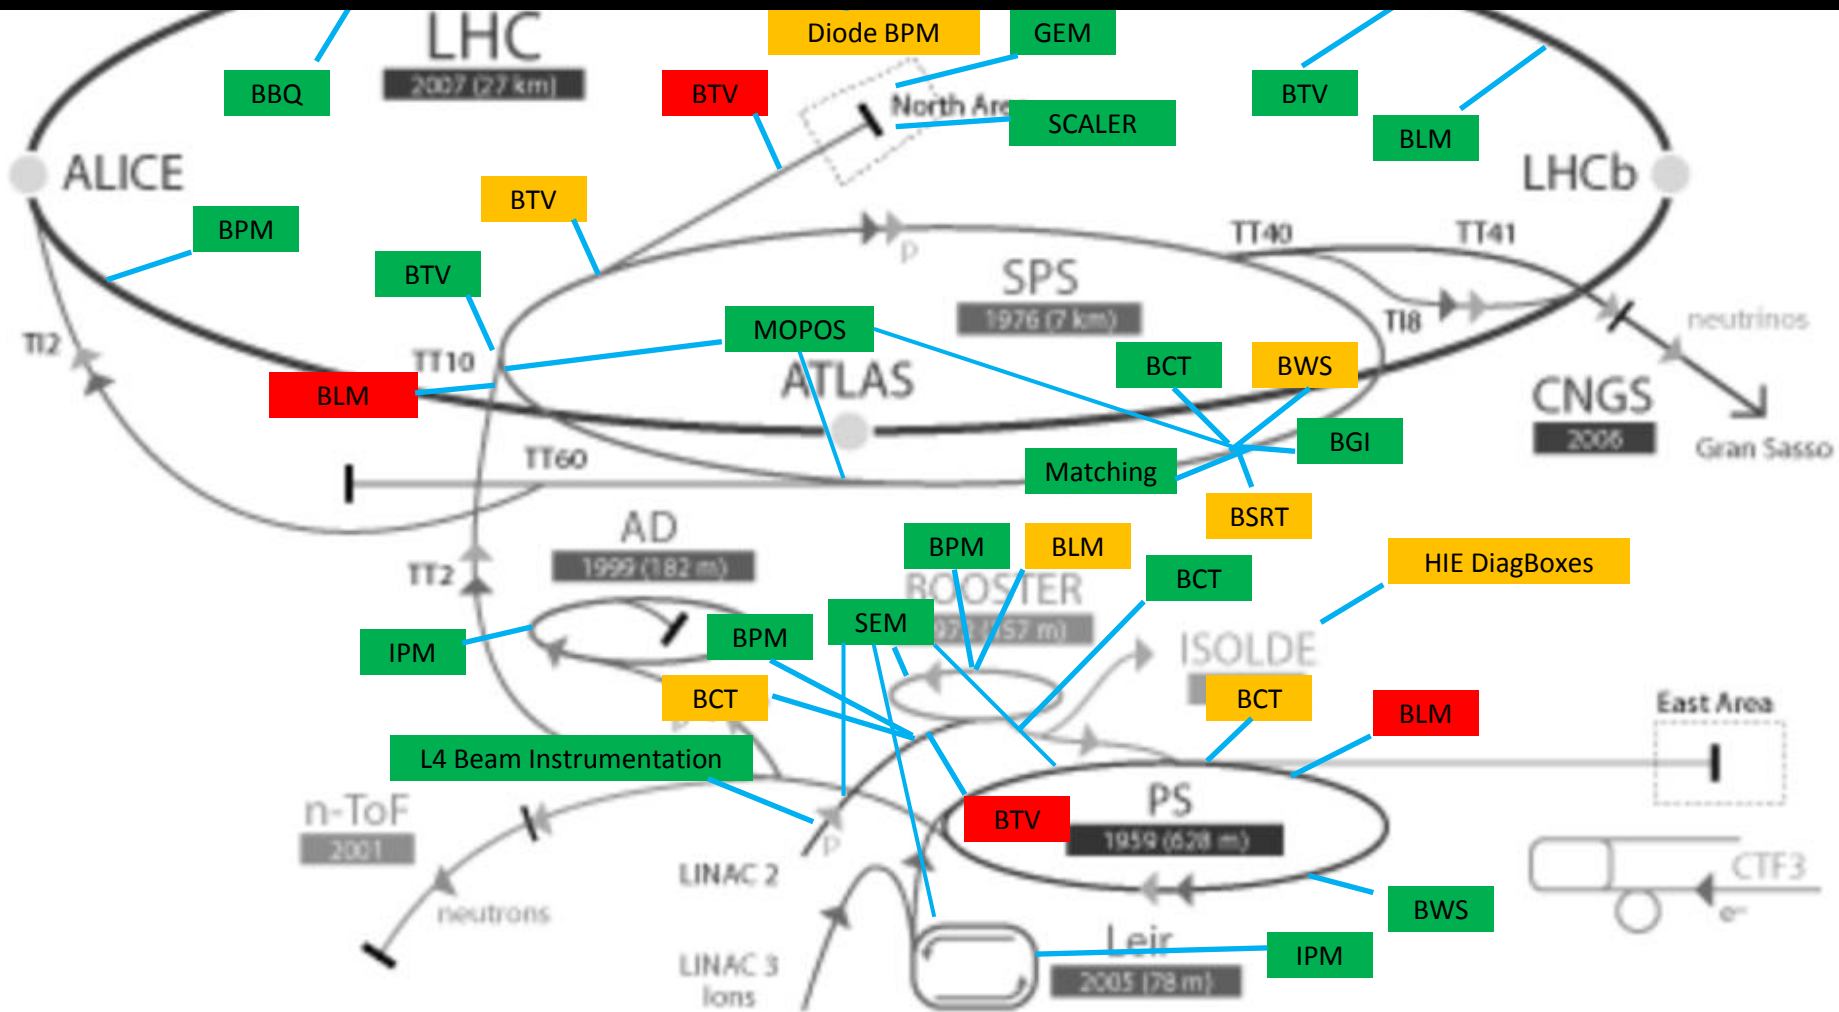 LHC
2007 (27 km)
Diode BPM
GEM
BBQ
BTV
North Area
SCALER
BTV
BLM
ALICE
LHCb
BTV
BPM
BTV
TT40
TT41
P
SPS
1976 (7 km)
MOPOS
TI8
neutrinos
TI2
TT10
BLM
ATLAS
BCT
BWS
CNGS
2006
Gran Sasso
TT60
Matching
BGI
BSRT
AD
1999 (182 m)
TT2
BPM
BLM
BCT
HIE DiagBoxes
BOOSTER
SEM
BPM
IPM
ISOLDE
BCT
BCT
BLM
East Area
L4 Beam Instrumentation
n-ToF
2001
PS
1959 (628 m)
BTV
P
LINAC 2
neutrons
CTF3
e-
BWS
LINAC 3
Ions
Leir
2005 (78 m)
IPM